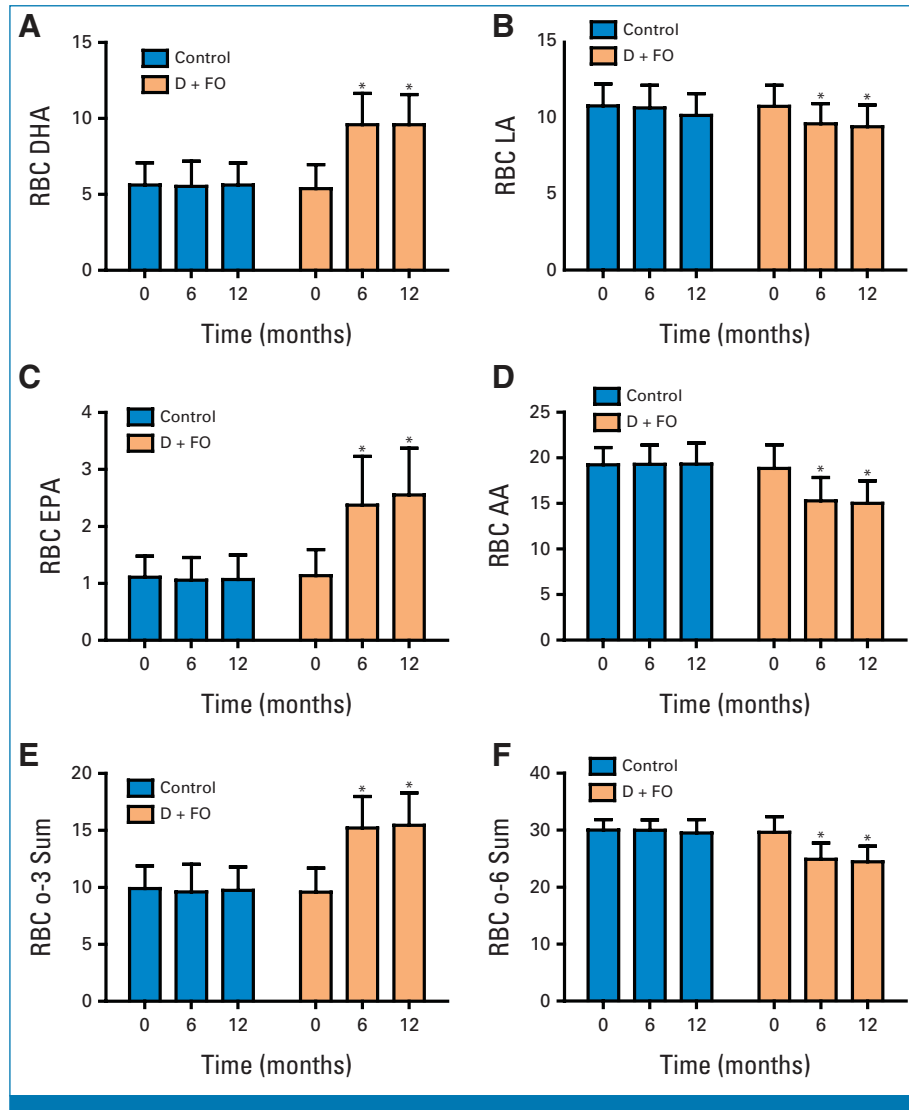 A
RBC DHA
15
10
5
0
Control
D + FO
* *
0 6 12 0 6 12
Time (months)
B
RBC LA
15
10
5
0
Control
D + FO
* *
0 6 12 0 6 12
Time (months)
C
RBC EPA
4
3
2
1
0
Control
D + FO
* *
0 6 12 0 6 12
Time (months)
D
RBC AA
25
20
15
10
5
0
Control
D + FO
* *
0 6 12 0 6 12
Time (months)
E
RBC o-3 Sum
20
15
10
5
0
Control
D + FO
* *
0 6 12 0 6 12
Time (months)
F
RBC o-6 Sum
40
30
20
10
0
Control
D + FO
* *
0 6 12 0 6 12
Time (months)